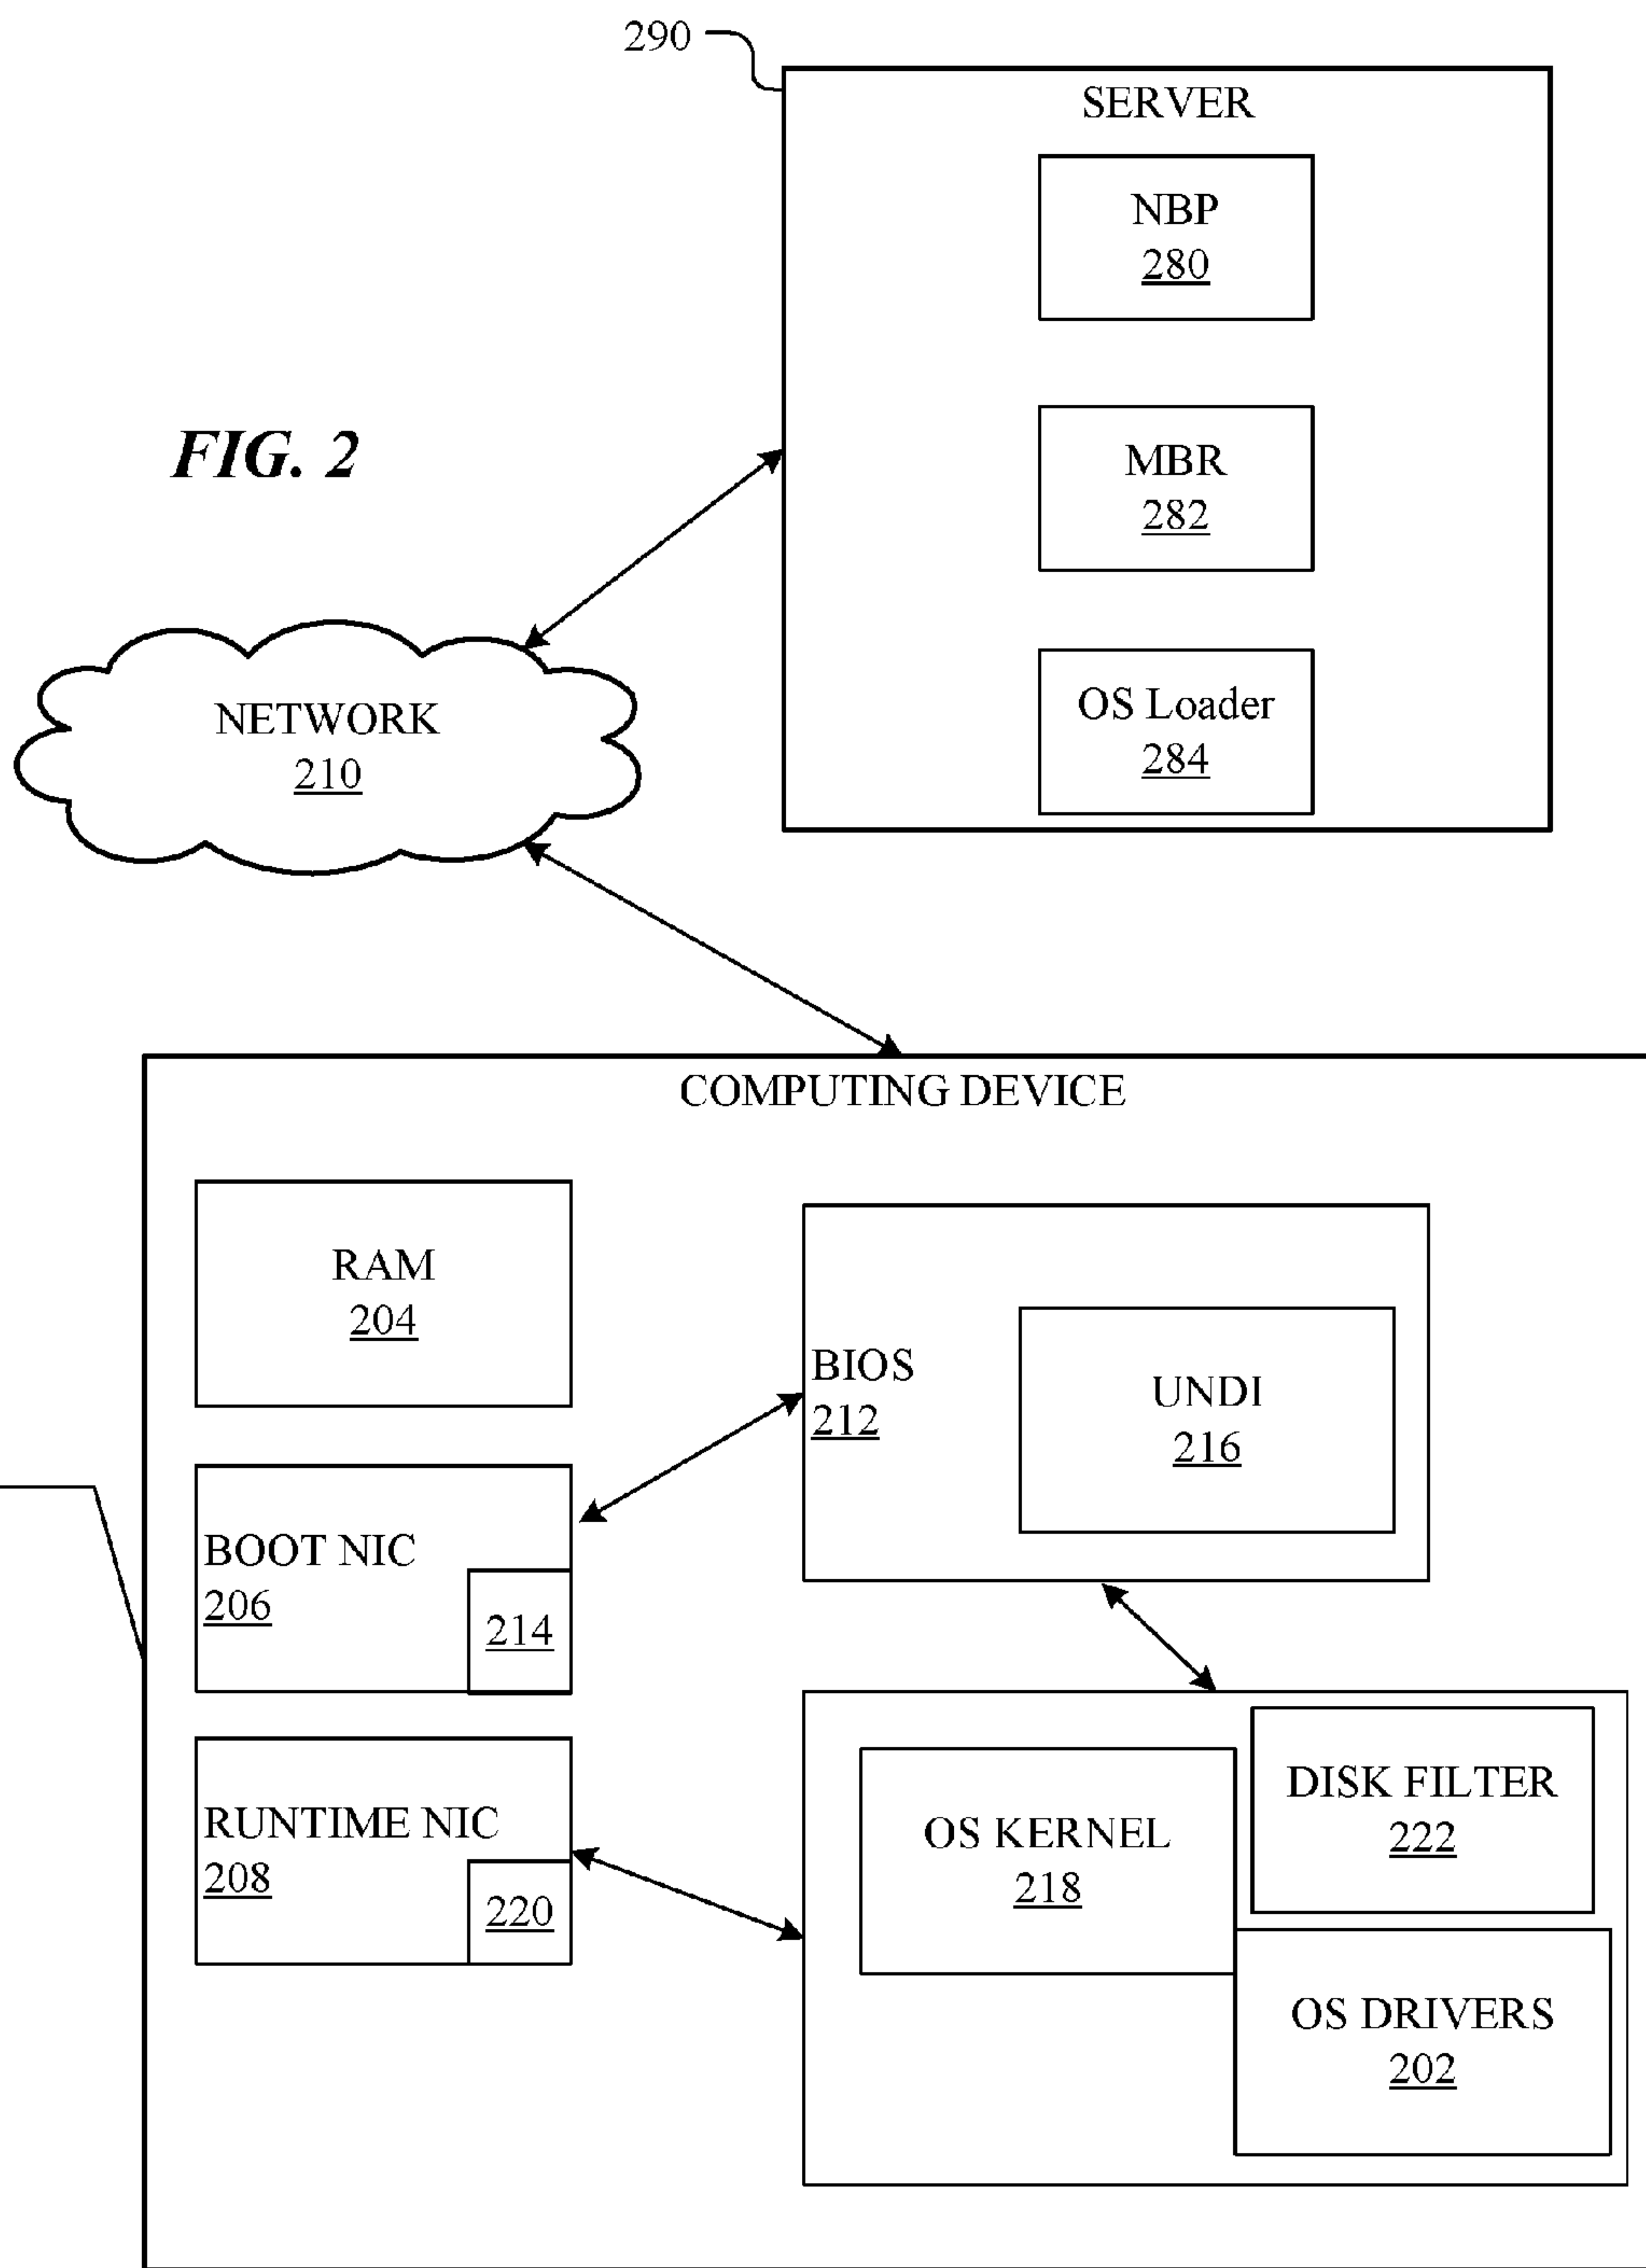 290
SERVER
NBP
280
MBR
282
OS Loader
284
FIG. 2
NETWORK
210
COMPUTING DEVICE
RAM
204
BIOS
212
UNDI
216
BOOT NIC
206
214
RUNTIME NIC
208
220
OS KERNEL
218
DISK FILTER
222
OS DRIVERS
202